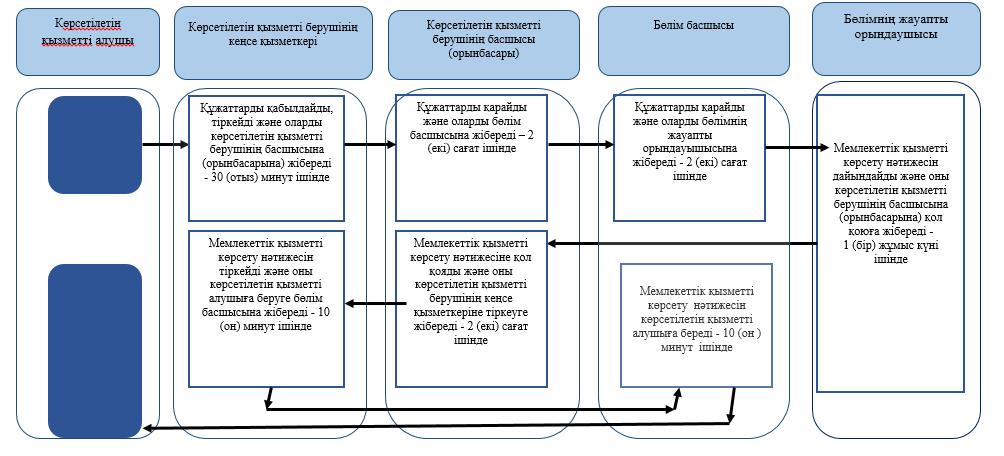 Көрсетілетін
қызметті алушы
Көрсетілетін қызметті берушінің
кеңсе қызметкері
Көрсетілетін қызметті
берушінің басшысы
(орынбасары)
Бөлім басшысы
Бөлімнің жауапты
орындаушысы
Құжаттарды қабылдайды,
тіркейді және оларды
көрсетілетін қызметті
берушінің басшысына
(орынбасарына) жібереді
- 30 (отыз) минут ішінде
Құжаттарды қарайды
және оларды бөлім
басшысына жібереді – 2
(екі) сағат ішінде
Құжаттарды қарайды
және оларды бөлімнің
жауапты
орындауышысына
жібереді - 2 (екі) сағат
ішінде
Мемлекеттік қызметті
көрсету нәтижесін
дайындайды және оны
көрсетілетін қызметті
берушінің басшысына
(орынбасарына) қол
қоюға жібереді -
1 (бір) жұмыс күні
ішінде
Мемлекеттік қызметті
көрсету нәтижесін
тіркейді және оны
көрсетілетін қызметті
алушыға беруге бөлім
басшысына жібереді - 10
(он) минут ішінде
Мемлекеттік қызметті
көрсету нәтижесіне қол
қояды және оны
көрсетілетін қызметті
берушінің кеңсе
қызметкеріне тіркеуге
жібереді - 2 (екі) сағат
ішінде
Мемлекеттік қызметті
көрсету нәтижесін
көрсетілетін қызметті
алушыға береді - 10 (он )
минут ішінде